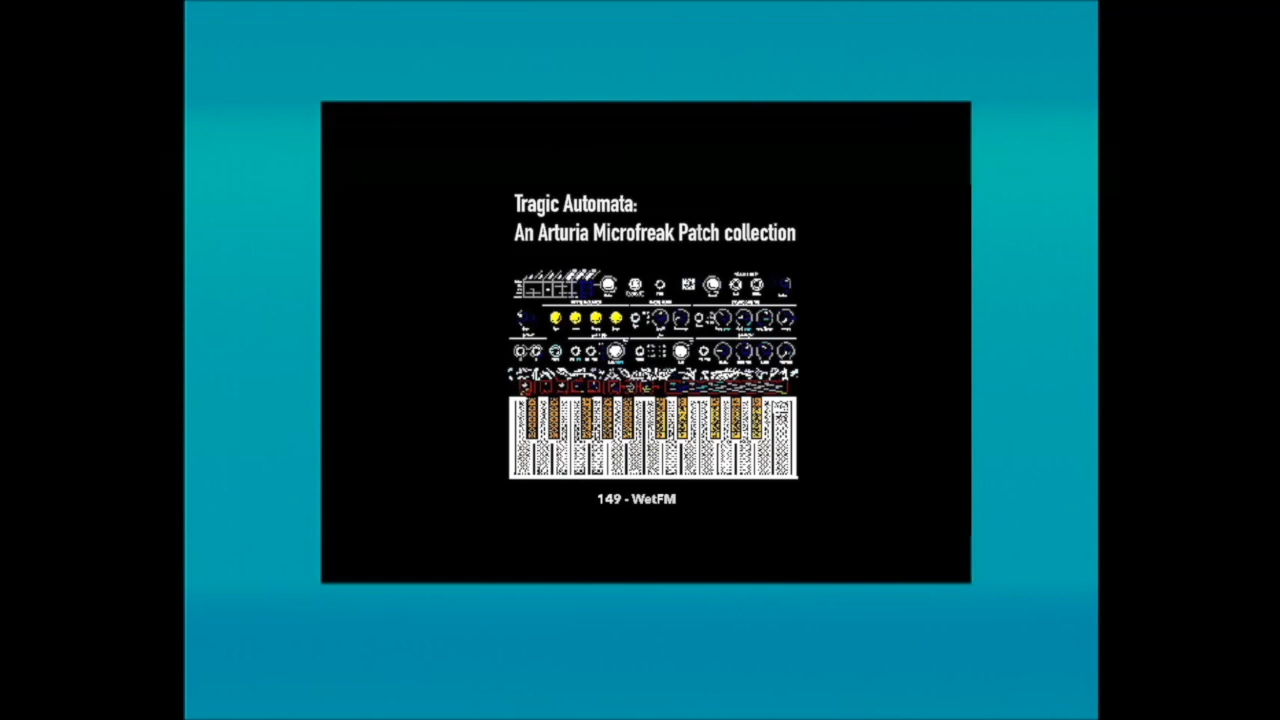 Tragic Automata:
An Arturia Microfreak Patch collection
149 - WetFM